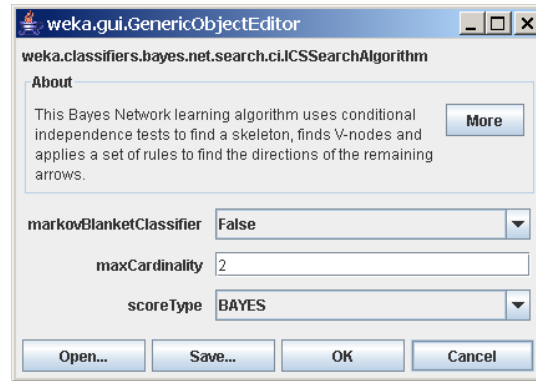 weka.gui.GenericObjectEditor
weka.classifiers.bayes.net.search.ci.ICSSearchAlgorithm
About
This Bayes Network learning algorithm uses conditional
independence tests to find a skeleton, finds V-nodes and
applies a set of rules to find the directions of the remaining
arrows.
More
markovBlanketClassifier False
maxCardinality 2
scoreType BAYES
Open... Save... OK Cancel